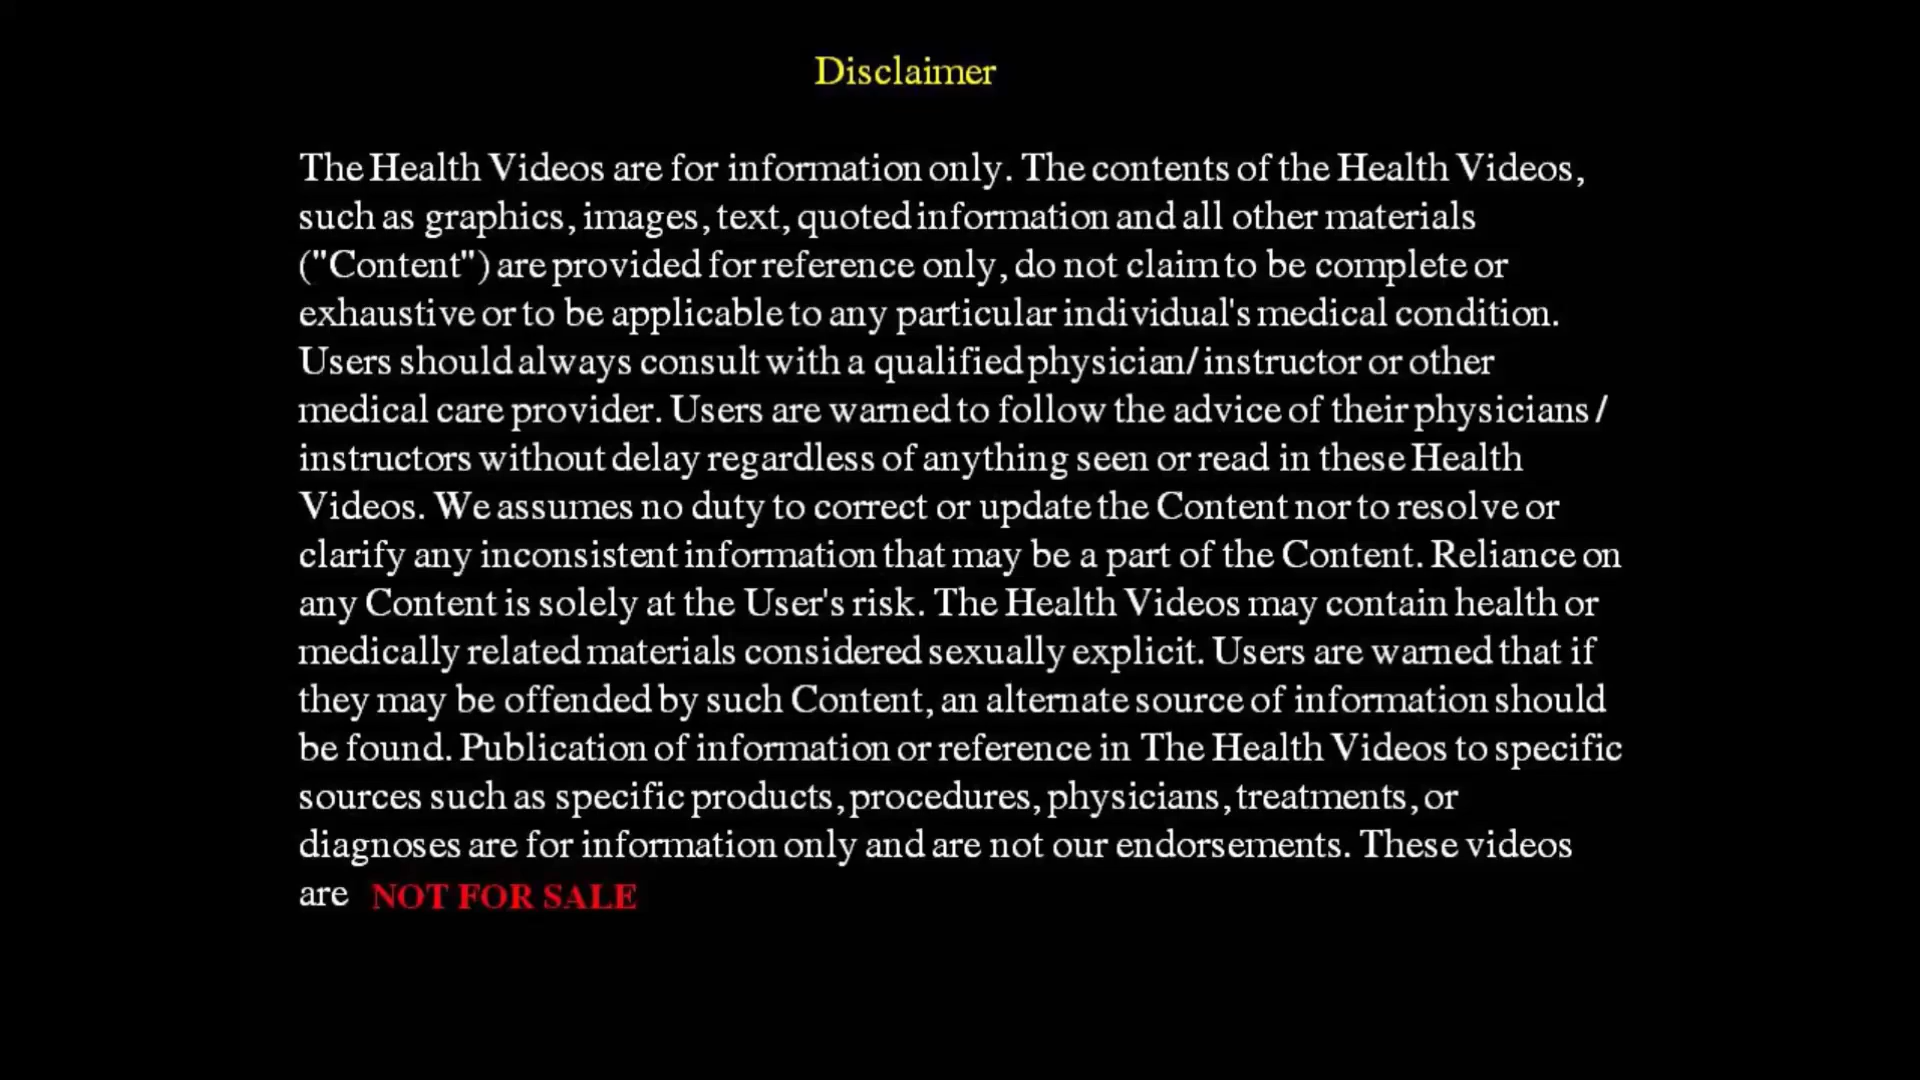 Disclaimer
The Health Videos are for information only. The contents of the Health Videos,
such as graphics, images, text, quoted information and all other materials
("Content") are provided for reference only, do not claim to be complete or
exhaustive or to be applicable to any particular individual's medical condition.
Users should always consult with a qualified physician/ instructor or other
medical care provider. Users are warned to follow the advice of their physicians /
instructors without delay regardless of anything seen or read in these Health
Videos. We assumes no duty to correct or update the Content nor to resolve or
clarify any inconsistent information that may be a part of the Content. Reliance on
any Content is solely at the User's risk. The Health Videos may contain health or
medically related materials considered sexually explicit. Users are warned that if
they may be offended by such Content, an alternate source of information should
be found. Publication of information or reference in The Health Videos to specific
sources such as specific products, procedures, physicians, treatments, or
diagnoses are for information only and are not our endorsements. These videos
are NOT FOR SALE